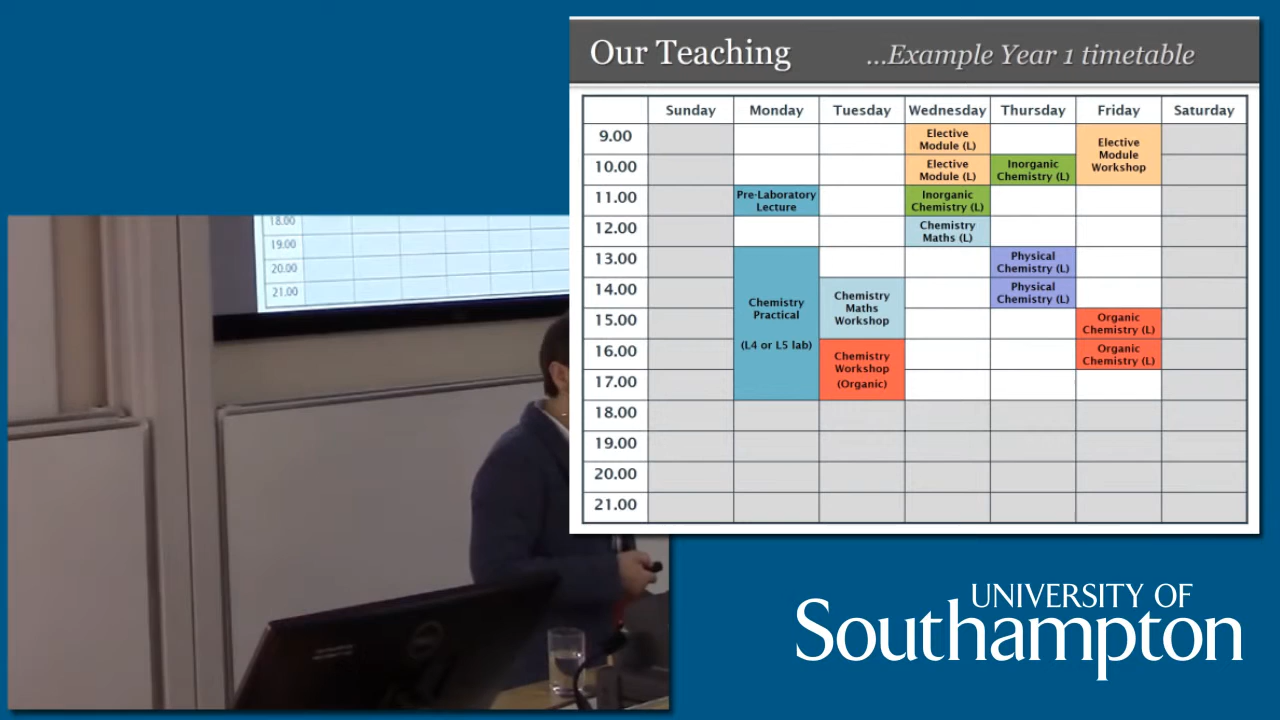 Our Teaching ...Example Year 1 timetable
Sunday Monday Tuesday Wednesday Thursday Friday Saturday
9.00
Elective
Module (L)
Elective
Module
Workshop
10.00
Elective
Module (L)
Inorganic
Chemistry (L)
11.00
Pre-Laboratory
Lecture
Inorganic
Chemistry (L)
12.00
Chemistry
Maths (L)
13.00
Chemistry
Practical
(L4 or L5 lab)
Physical
Chemistry (L)
14.00
Chemistry
Maths
Workshop
Physical
Chemistry (L)
15.00
Organic
Chemistry (L)
16.00
Chemistry
Workshop
(Organic)
Organic
Chemistry (L)
17.00
18.00
19.00
20.00
21.00
18.00
19.00
20.00
21.00
DELL
UNIVERSITY OF
Southampton